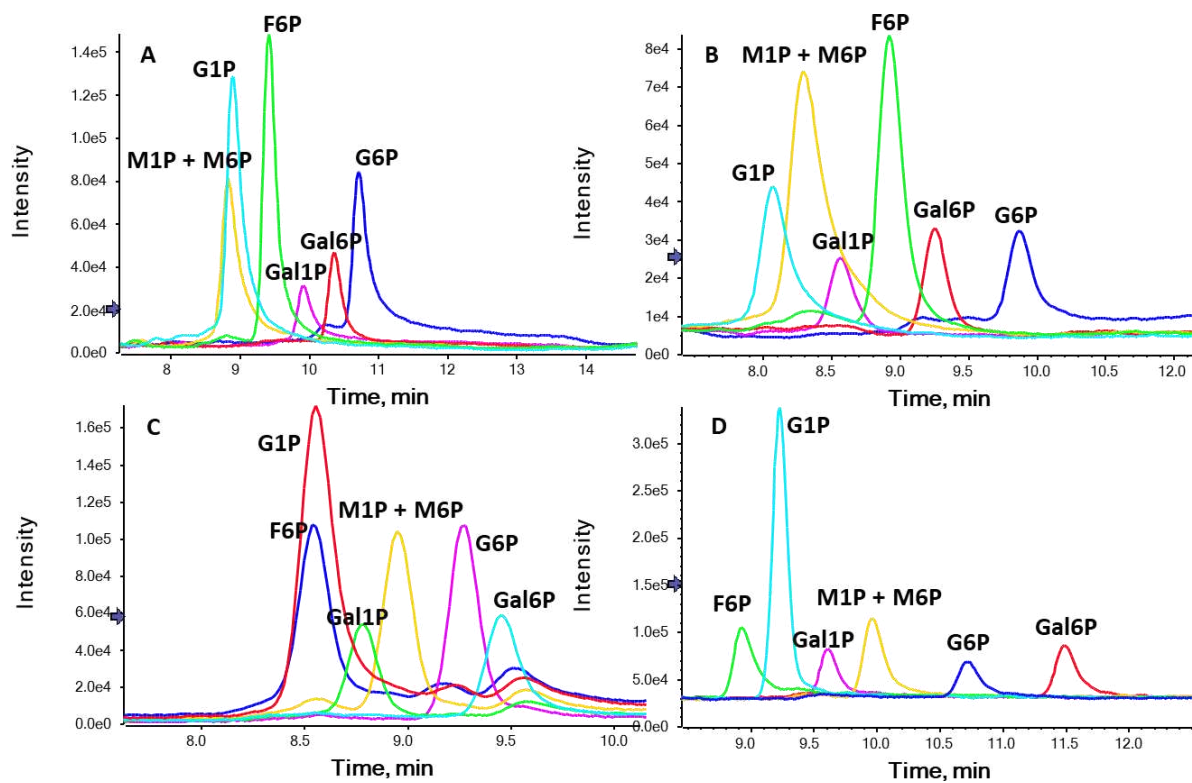 A
F6P
G1P
M1P + M6P
G6P
Gal6P
Gal1P
Intensity
1.4e5
1.2e5
1.0e5
8.0e4
6.0e4
4.0e4
2.0e4
0.0e0
8 9 10 11 12 13 14
Time, min
B
F6P
M1P + M6P
G1P
Gal1P
Gal6P
G6P
Intensity
8e4
7e4
6e4
5e4
4e4
3e4
2e4
1e4
0e0
8.0 8.5 9.0 9.5 10.0 10.5 11.0 11.5 12.0
Time, min
C
G1P
F6P
M1P + M6P
G6P
Gal1P
Gal6P
Intensity
1.6e5
1.4e5
1.2e5
1.0e5
8.0e4
6.0e4
4.0e4
2.0e4
0.0e0
8.0 8.5 9.0 9.5 10.0
Time, min
D
G1P
F6P
Gal1P
M1P + M6P
G6P
Gal6P
Intensity
3.0e5
2.5e5
2.0e5
1.5e5
1.0e5
5.0e4
0.0e0
9.0 9.5 10.0 10.5 11.0 11.5 12.0
Time, min